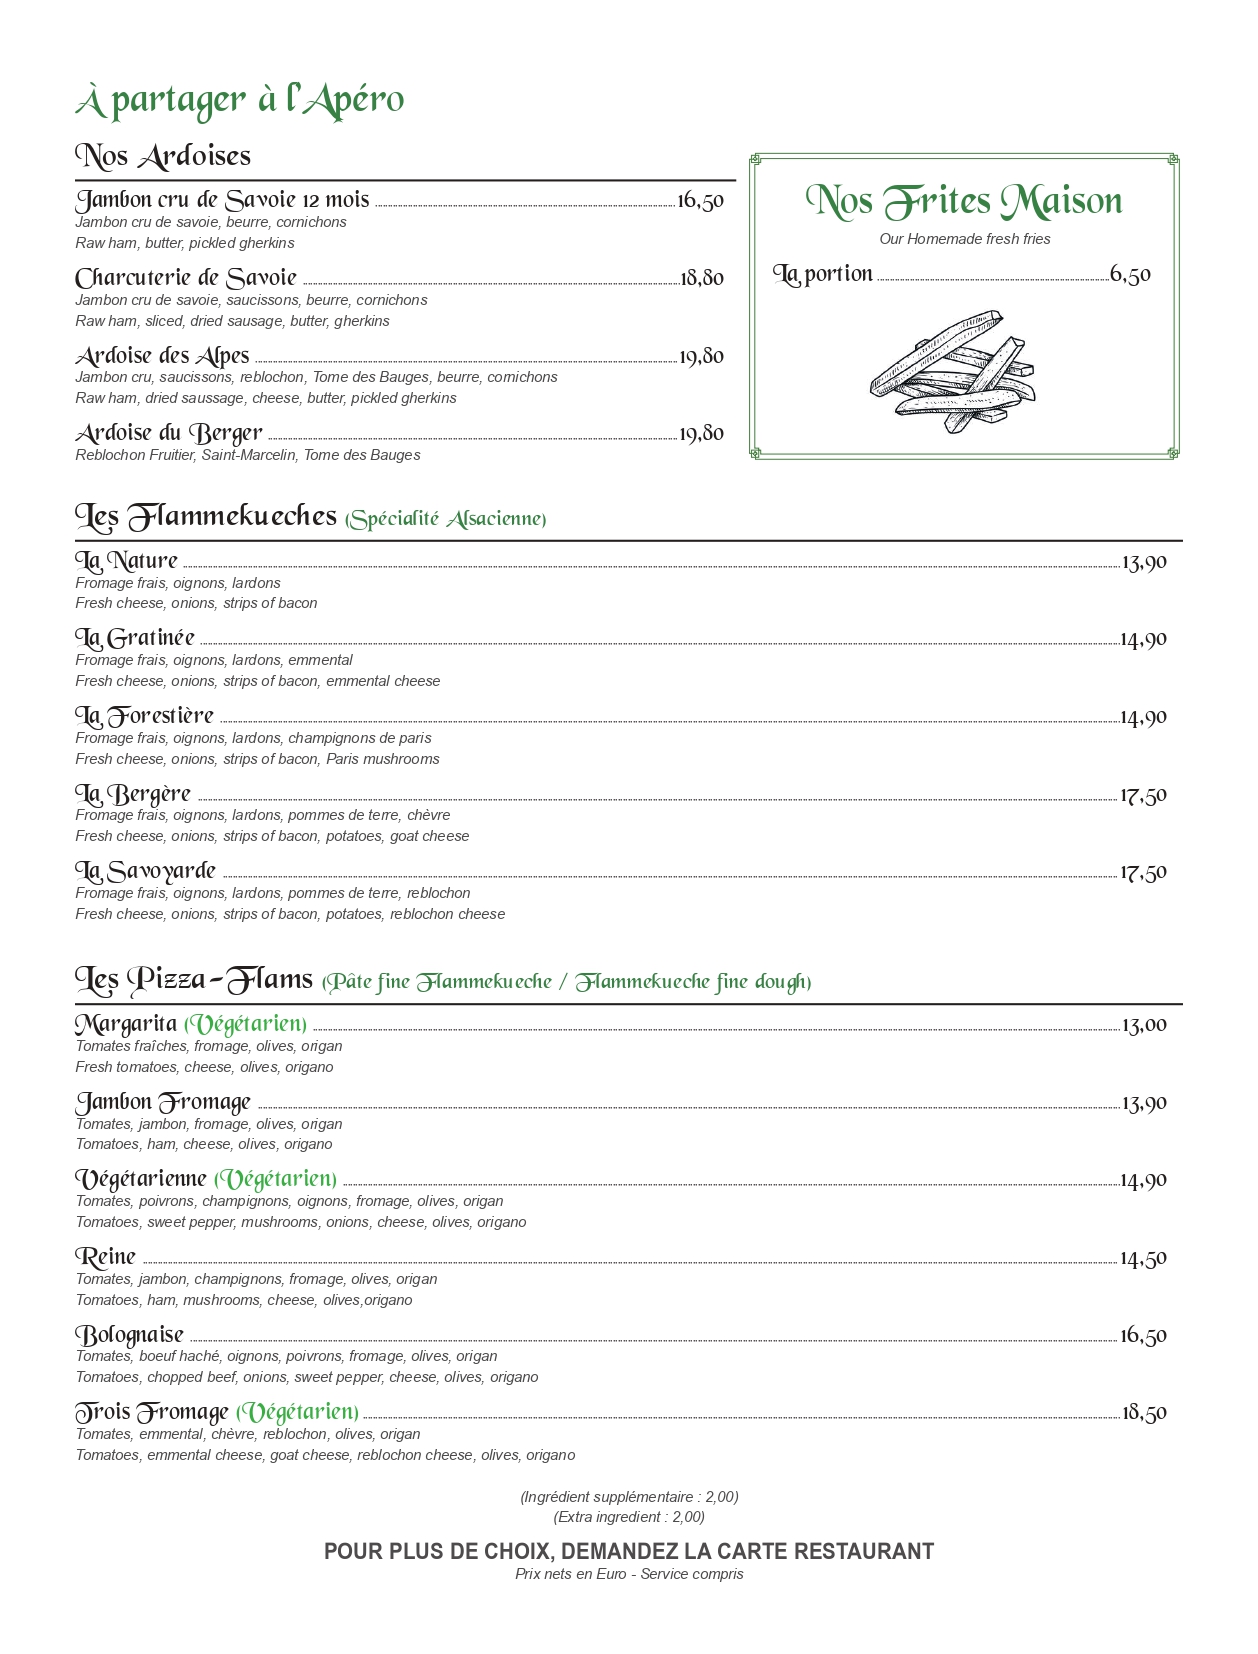 À partager à l'Apéro
Nos Ardoises
Jambon cru de Savoie 12 mois 16,50
Jambon cru de savoie, beurre, cornichons
Raw ham, butter, pickled gherkins
Charcuterie de Savoie 18,80
Jambon cru de savoie, saucissons, beurre, cornichons
Raw ham, sliced, dried sausage, butter, gherkins
Ardoise des Alpes 19,80
Jambon cru, saucissons, reblochon, Tome des Bauges, beurre, cornichons
Raw ham, dried saussage, cheese, butter, pickled gherkins
Ardoise du Berger 19,80
Reblochon Fruitier, Saint-Marcelin, Tome des Bauges
Nos Frites Maison
Our Homemade fresh fries
La portion 6,50
Les Flammekueches (Spécialité Alsacienne)
La Nature 13,90
Fromage frais, oignons, lardons
Fresh cheese, onions, strips of bacon
La Gratinée 14,90
Fromage frais, oignons, lardons, emmental
Fresh cheese, onions, strips of bacon, emmental cheese
La Forestière 14,90
Fromage frais, oignons, lardons, champignons de paris
Fresh cheese, onions, strips of bacon, Paris mushrooms
La Bergère 17,50
Fromage frais, oignons, lardons, pommes de terre, chèvre
Fresh cheese, onions, strips of bacon, potatoes, goat cheese
La Savoyarde 17,50
Fromage frais, oignons, lardons, pommes de terre, reblochon
Fresh cheese, onions, strips of bacon, potatoes, reblochon cheese
Les Pizza-Flams (Pâte fine Flammekueche / Flammekueche fine dough)
Margarita (Végétarien) 13,00
Tomates fraîches, fromage, olives, origan
Fresh tomatoes, cheese, olives, origano
Jambon Fromage 13,90
Tomates, jambon, fromage, olives, origan
Tomatoes, ham, cheese, olives, origano
Végétarienne (Végétarien) 14,90
Tomates, poivrons, champignons, oignons, fromage, olives, origan
Tomatoes, sweet pepper, mushrooms, onions, cheese, olives, origano
Reine 14,50
Tomates, jambon, champignons, fromage, olives, origan
Tomatoes, ham, mushrooms, cheese, olives,origano
Bolognaise 16,50
Tomates, boeuf haché, oignons, poivrons, fromage, olives, origan
Tomatoes, chopped beef, onions, sweet pepper, cheese, olives, origano
Trois Fromage (Végétarien) 18,50
Tomates, emmental, chèvre, reblochon, olives, origan
Tomatoes, emmental cheese, goat cheese, reblochon cheese, olives, origano
(Ingrédient supplémentaire : 2,00)
(Extra ingredient : 2,00)
POUR PLUS DE CHOIX, DEMANDEZ LA CARTE RESTAURANT
Prix nets en Euro - Service compris